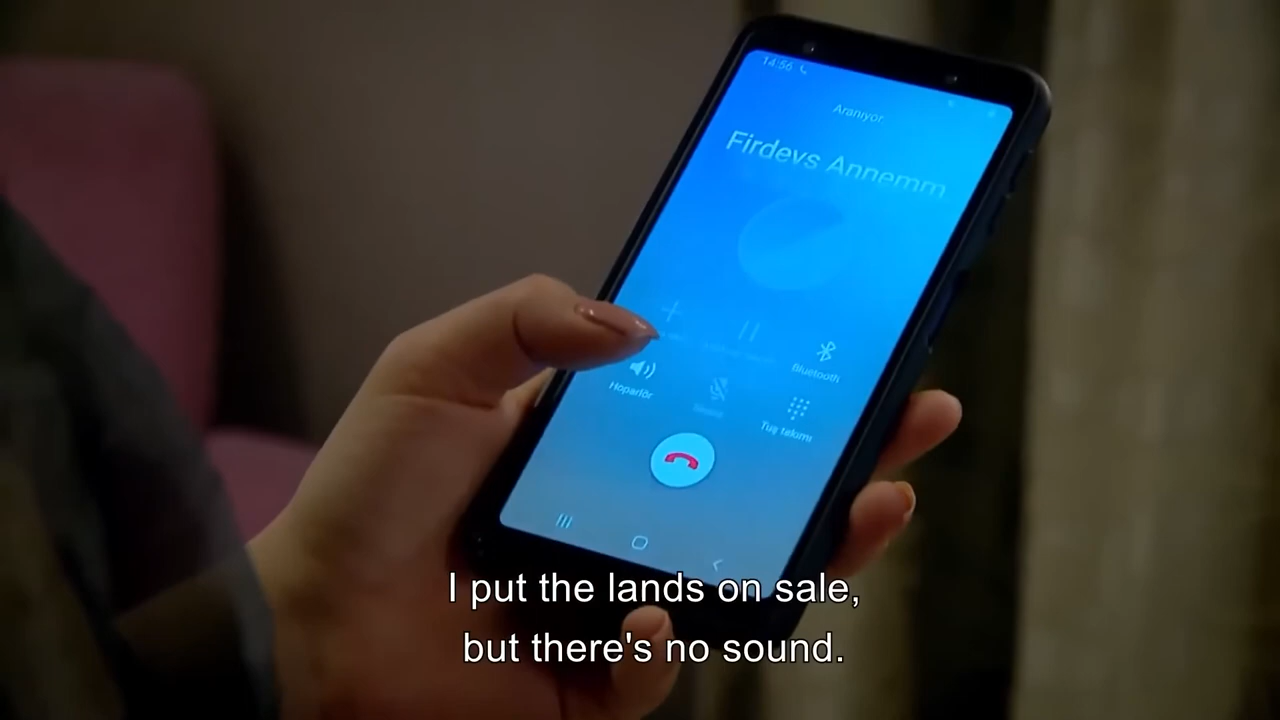 14:56
Aranıyor
Firdevs Annemm
Bluetooth
Hoparlör
Tuş takımı
I put the lands on sale,
but there's no sound.